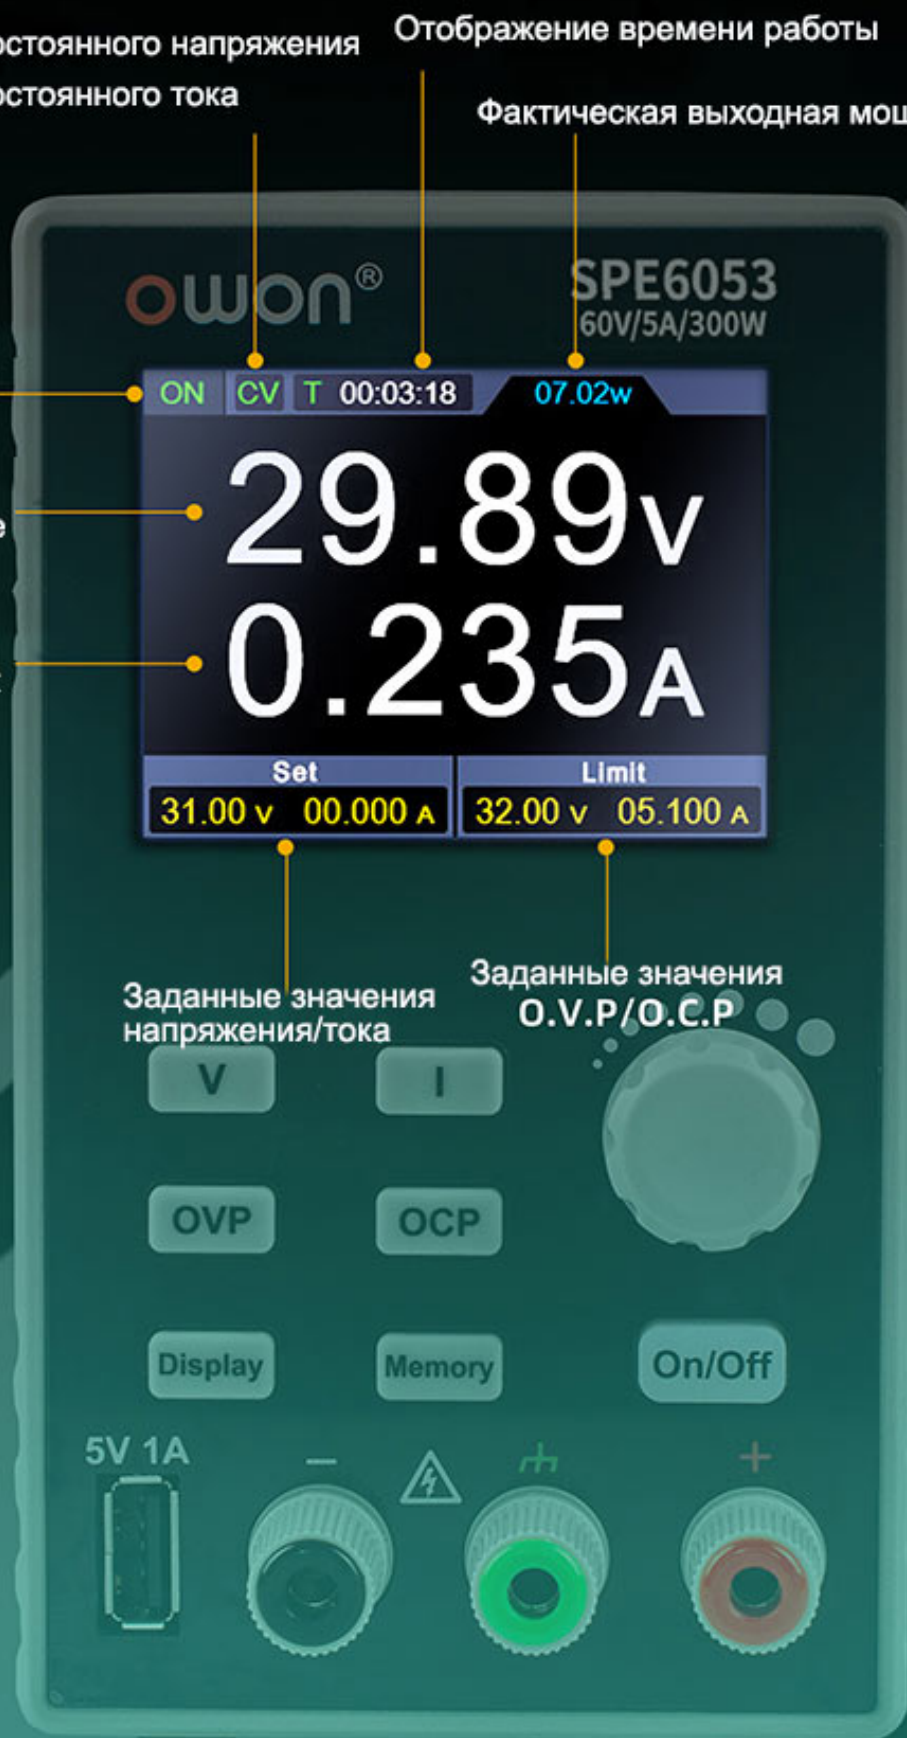 Отображение времени работы
остоянного напряжения
остоянного тока
Фактическая выходная мощ
owon®
SPE6053
60V/5A/300W
ON CV T 00:03:18 07.02w
29.89V
0.235A
Set
Limit
31.00 V 00.000 A
32.00 V 05.100 A
Заданные значения
напряжения/тока
Заданные значения
O.V.P/O.C.P
V
I
OVP
OCP
Display
Memory
On/Off
5V 1A
−
+